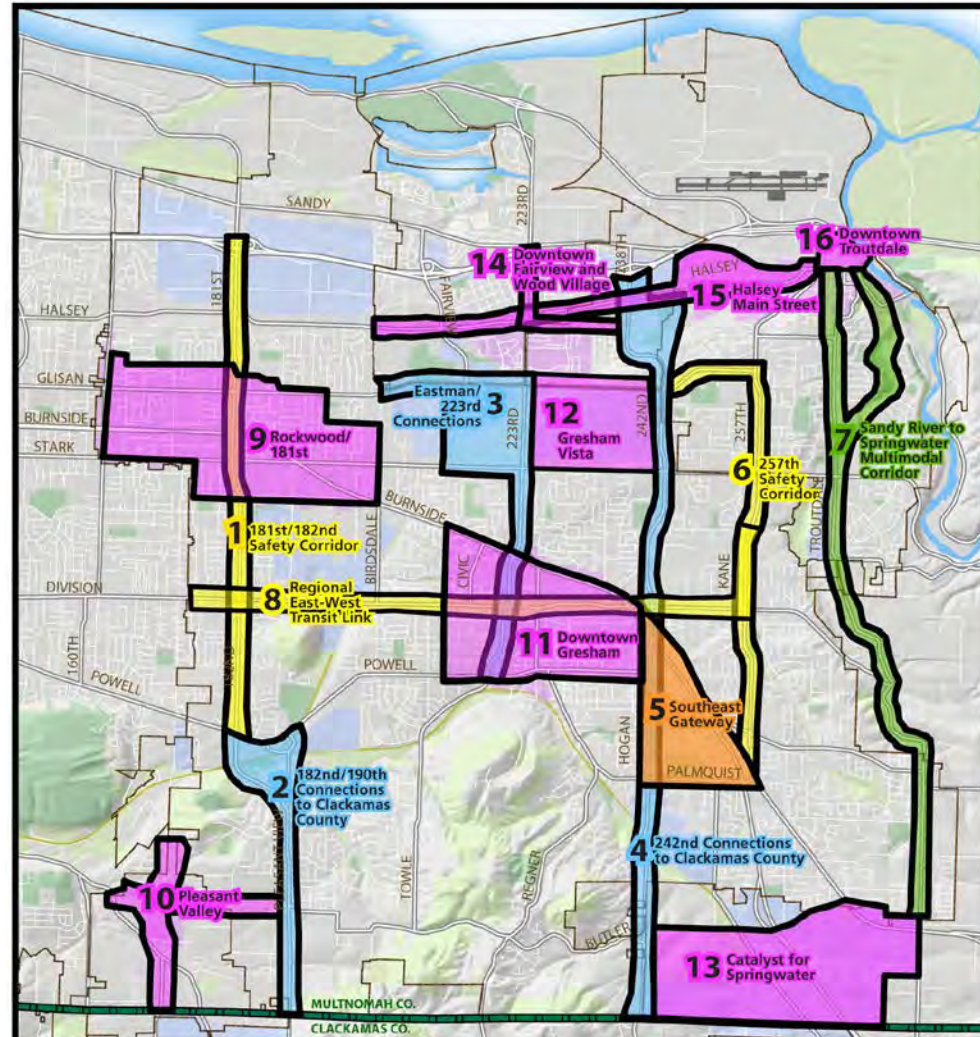 SANDY
223RD
238TH
16 Downtown
Troutdale
14 Downtown
Fairview and
Wood Village
HALSEY
15 Halsey
Main Street
181ST
HALSEY
GLISAN
BURNSIDE
STARK
9 Rockwood/
181st
Eastman/
223rd
Connections
3
223RD
12
Gresham
Vista
242ND
257TH
6 257th
Safety
Corridor
7 Sandy River to
Springwater
Multimodal
Corridor
TROUTDALE
BURNSIDE
BIRDSDALE
1 181st/182nd
Safety Corridor
CIVIC
KANE
DIVISION
8 Regional
East-West
Transit Link
160TH
182ND
11 Downtown
Gresham
POWELL
POWELL
HOGAN
5 Southeast
Gateway
PALMQUIST
2 182nd/190th
Connections
to Clackamas
County
4 242nd Connections
to Clackamas County
TOWLE
REGNER
10 Pleasant
Valley
BUTLER
13 Catalyst for
Springwater
MULTNOMAH CO.
CLACKAMAS CO.